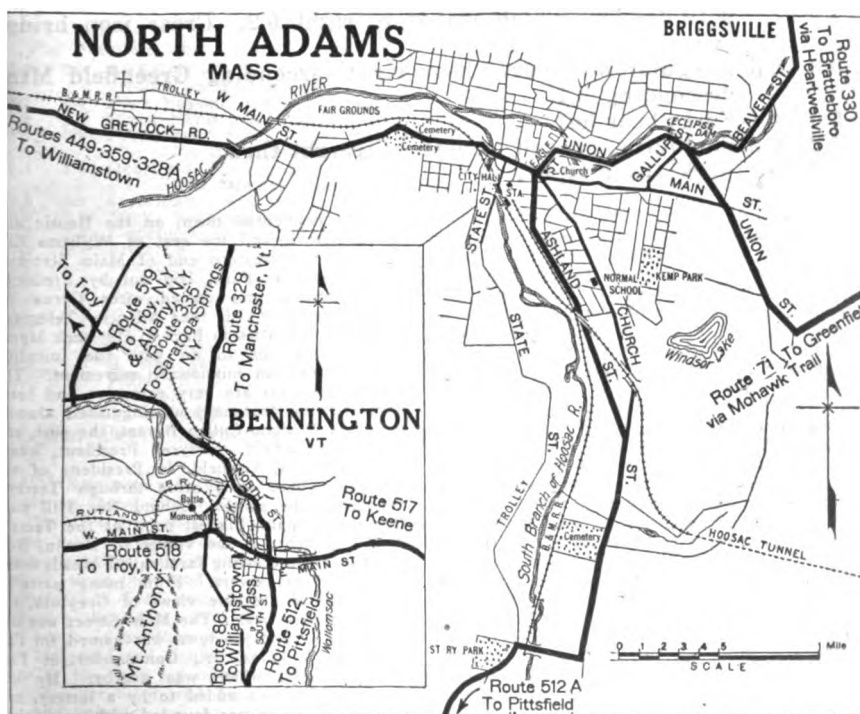 NORTH ADAMS
MASS
BRIGGSVILLE
Route 330
To Brattleboro
via Heartwellville
B & M.R.R.
TROLLEY
W. MAIN ST.
RIVER
FAIR GROUNDS
NEW GREYLOCK RD.
Routes 449-359-328A
To Williamstown
HOOSAC
Cemetery
Cemetery
EAGLE
UNION
ECLIPSE
DAM
GALLUP ST.
BEAVER ST.
Church
CITY HALL
STA.
MAIN ST.
STATE ST.
ASHLAND
ST.
NORMAL
SCHOOL
KEMP PARK
UNION
ST.
CHURCH
ST.
Windsor
Lake
Route 71 To Greenfield
via Mohawk Trail
STATE
ST.
TROLLEY
South Branch of Hoosac R.
B & M.R.R.
Cemetery
HOOSAC TUNNEL
ST RY PARK
Route 512 A
To Pittsfield
0 .1 .2 .3 .4 .5 1 Mile
SCALE
To Troy
Route 519
To Troy, N.Y.
& Albany, N.Y.
Route 335
To Saratoga Springs
N.Y.
Route 328
To Manchester, Vt.
BENNINGTON
VT
NORTH ST
R.R.
RUTLAND
Battle
Monument
W. MAIN ST.
Route 517
To Keene
Route 518
To Troy, N.Y.
MAIN ST
Mt Anthony
Route 86
To Williamstown
Mass
SOUTH ST
Route 512
To Pittsfield
Wallomsac